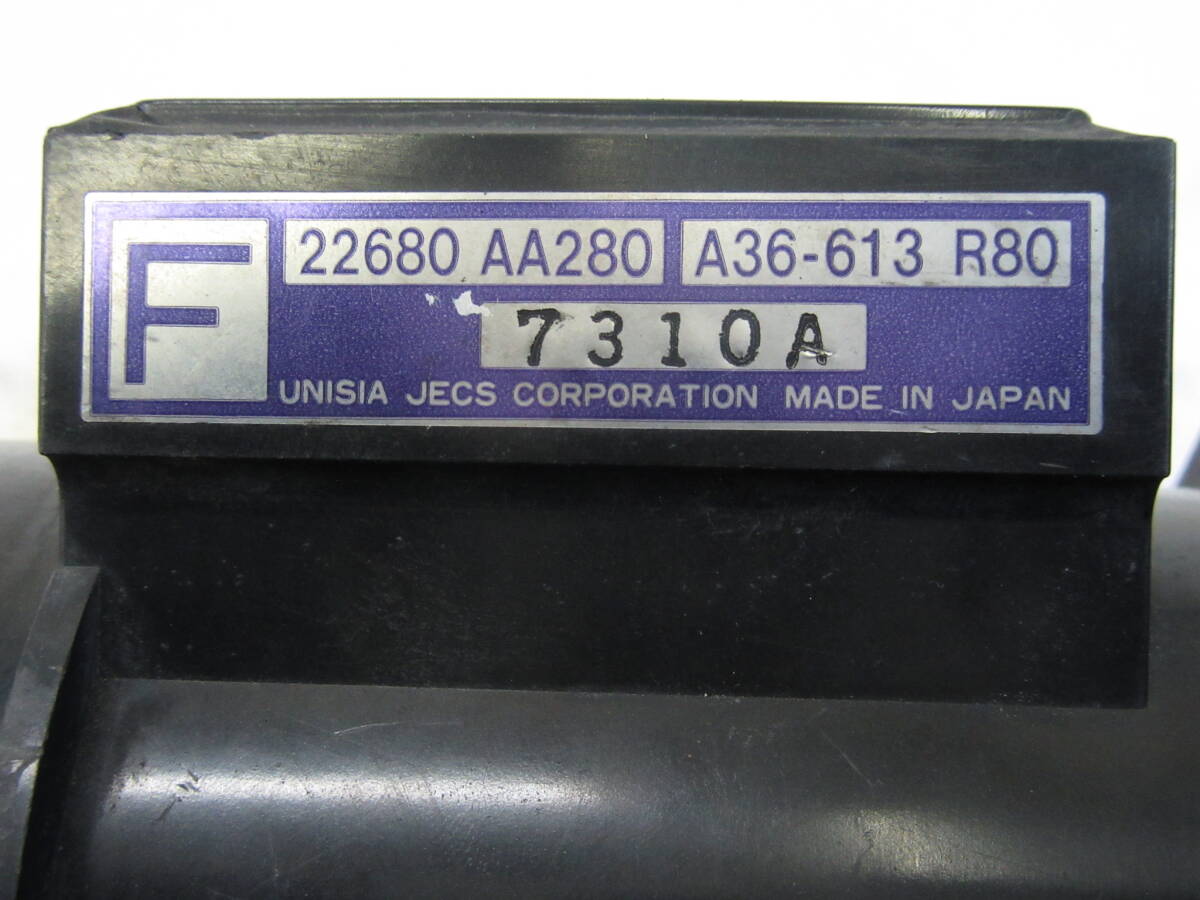 F
22680 AA280 A36-613 R80
7310A
UNISIA JECS CORPORATION MADE IN JAPAN